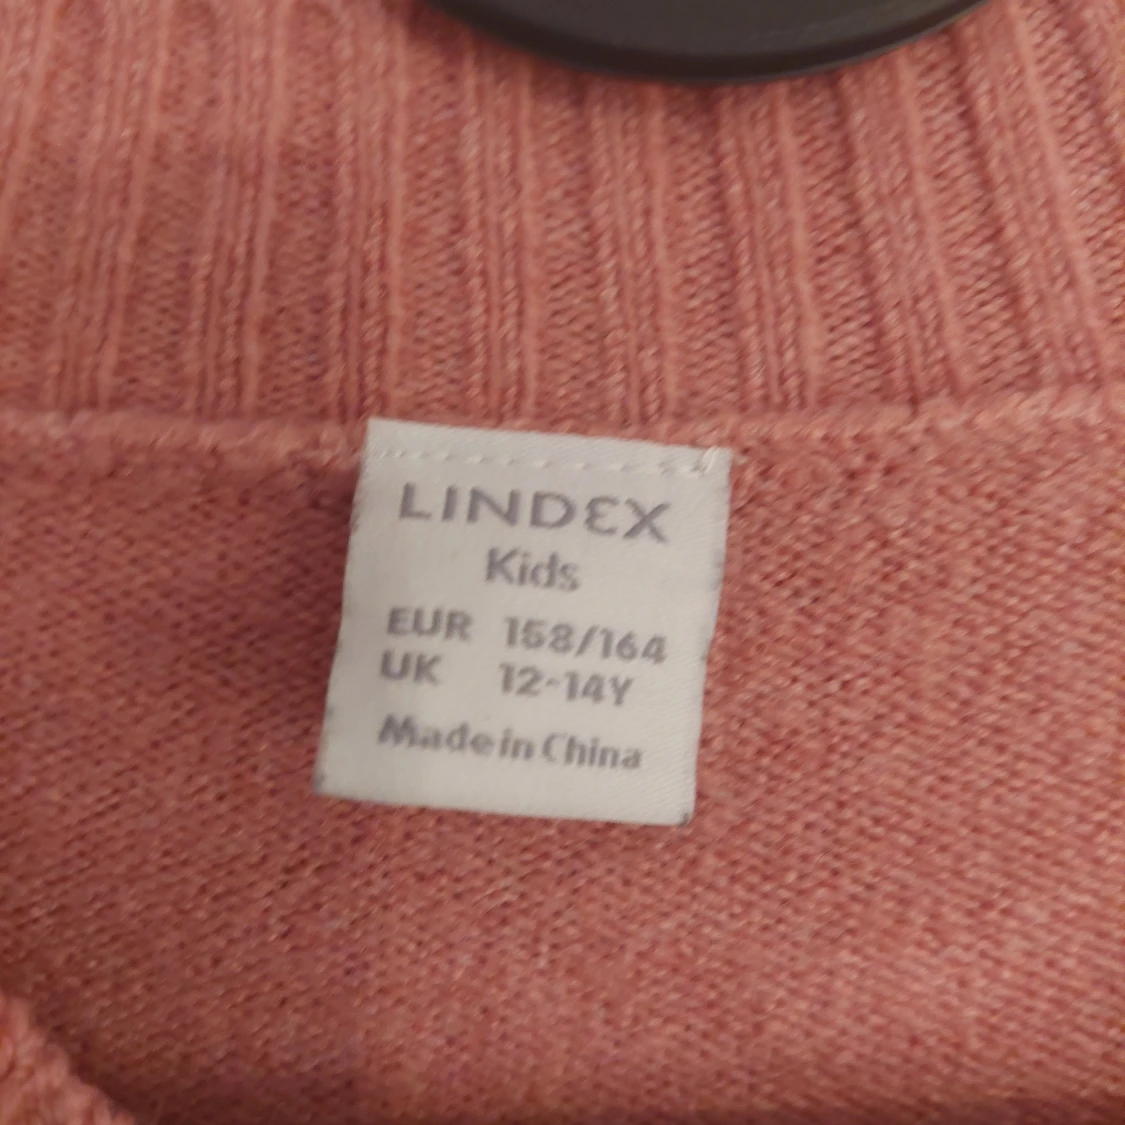 LINDEX
Kids
EUR 158/164
UK 12-14Y
Made in China